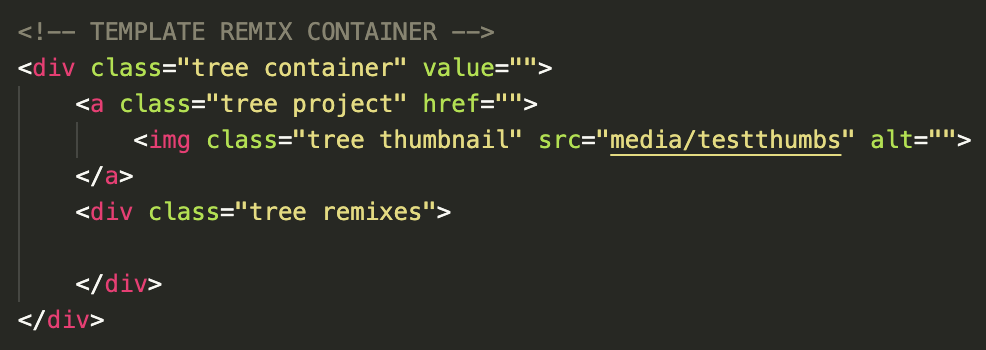 <!-- TEMPLATE REMIX CONTAINER -->
<div class="tree container" value="">
    <a class="tree project" href="">
        <img class="tree thumbnail" src="media/testthumbs" alt="">
    </a>
    <div class="tree remixes">

    </div>
</div>